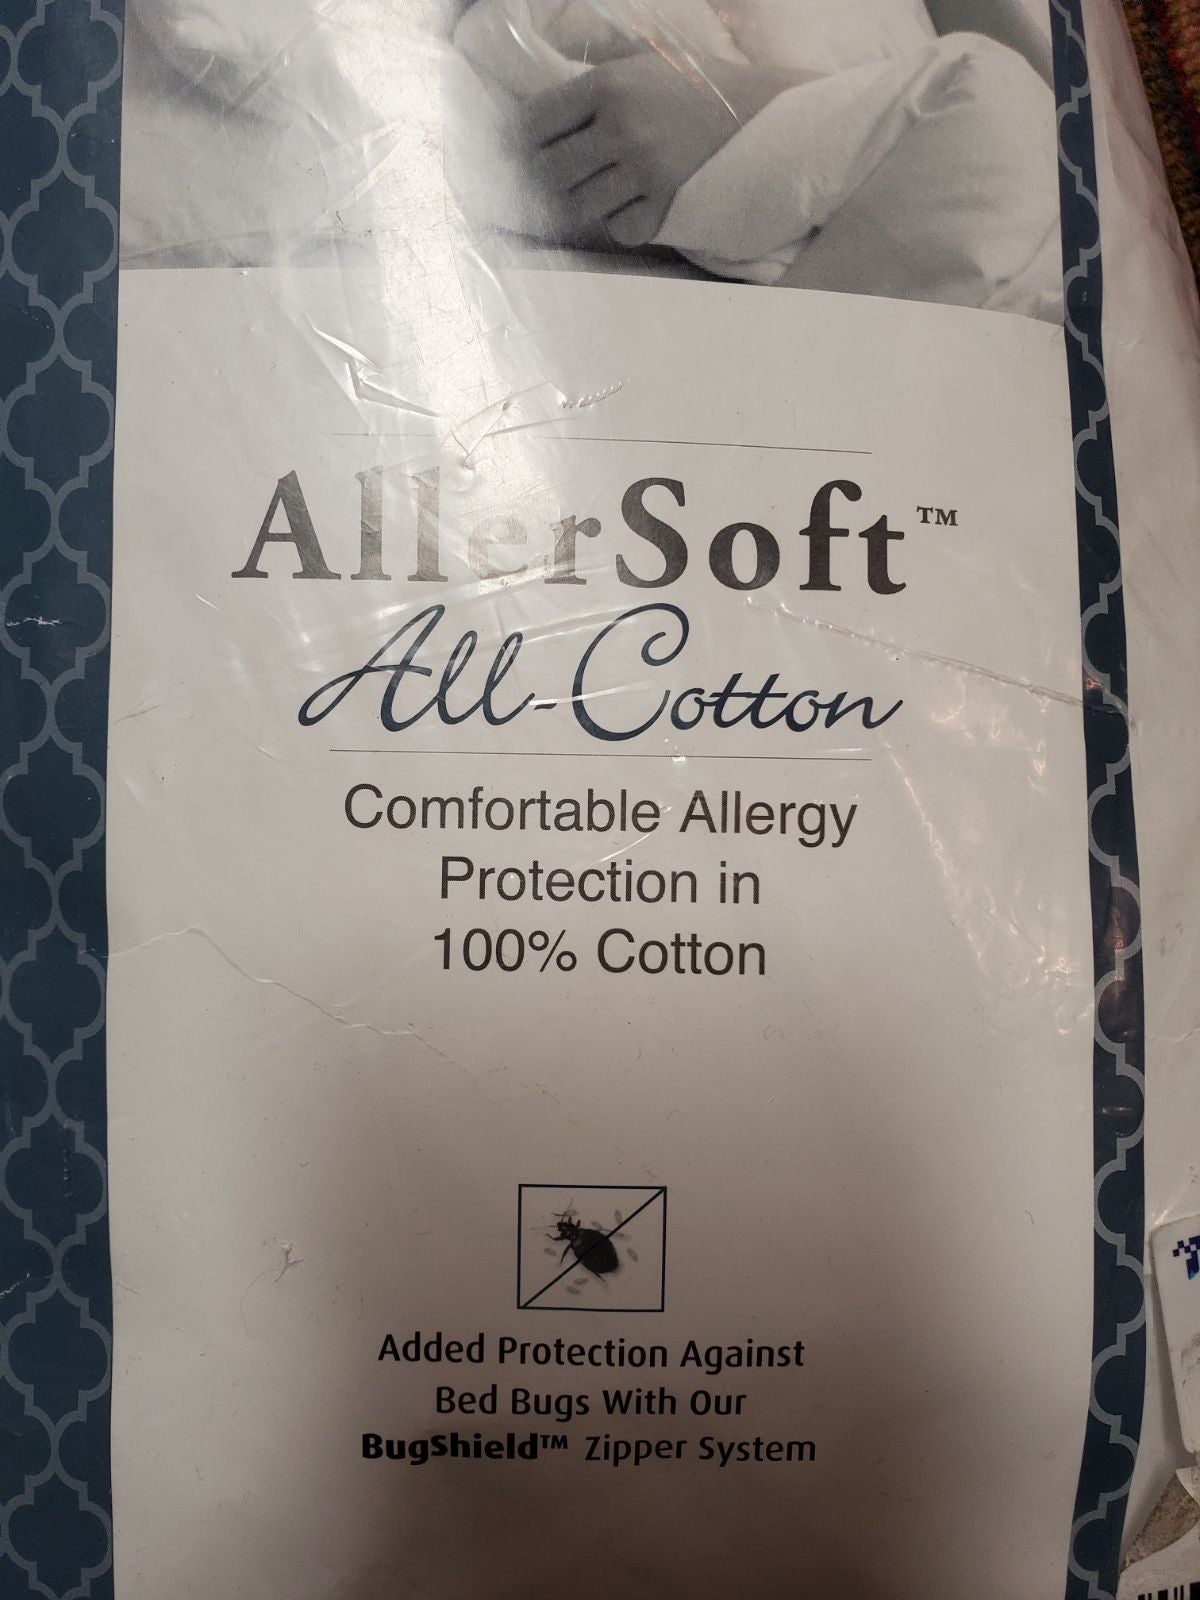 AllerSoft™
All-Cotton
Comfortable Allergy
Protection in
100% Cotton
Added Protection Against
Bed Bugs With Our
BugShield™ Zipper System